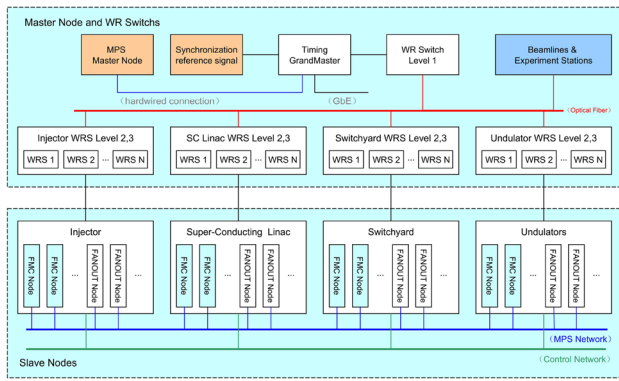 Master Node and WR Switchs
MPS
Master Node
Synchronization
reference signal
Timing
GrandMaster
WR Switch
Level 1
Beamlines &
Experiment Stations
(hardwired connection)
(GbE)
(Optical Fiber)
Injector WRS Level 2,3
WRS 1 WRS 2 ... WRS N
SC Linac WRS Level 2,3
WRS 1 WRS 2 ... WRS N
Switchyard WRS Level 2,3
WRS 1 WRS 2 ... WRS N
Undulator WRS Level 2,3
WRS 1 WRS 2 ... WRS N
Injector
FMC Node
FMC Node
...
FANOUT Node
FANOUT Node
...
Super-Conducting Linac
FMC Node
FMC Node
...
FANOUT Node
FANOUT Node
...
Switchyard
FMC Node
FMC Node
...
FANOUT Node
FANOUT Node
...
Undulators
FMC Node
FMC Node
...
FANOUT Node
FANOUT Node
...
(MPS Network)
(Control Network)
Slave Nodes